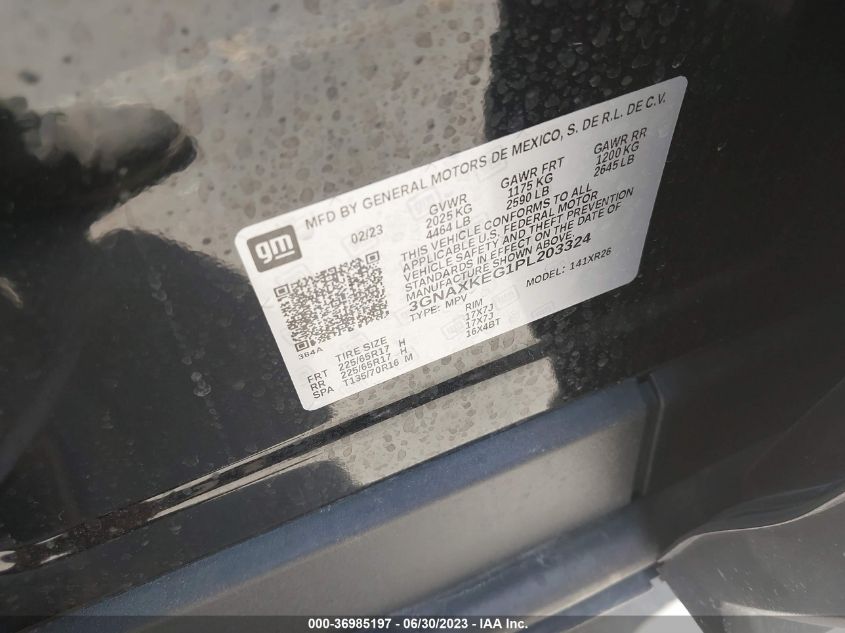 gm
MFD BY GENERAL MOTORS DE MEXICO, S. DE R.L. DE C.V.
02/23
GVWR
2025 KG
4464 LB
GAWR FRT
1175 KG
2590 LB
GAWR RR
1200 KG
2645 LB
THIS VEHICLE CONFORMS TO ALL
APPLICABLE U.S. FEDERAL MOTOR
VEHICLE SAFETY AND THEFT PREVENTION
STANDARDS IN EFFECT ON THE DATE OF
MANUFACTURE SHOWN ABOVE.
3GNAXKEG1PL203324
TYPE: MPV
MODEL: 141XR26
384A
TIRE SIZE
RIM
FRT 225/65R17 H 17X7J
RR 225/65R17 H 17X7J
SPA T135/70R16 M 16X4BT
000-36985197 - 06/30/2023 - IAA Inc.